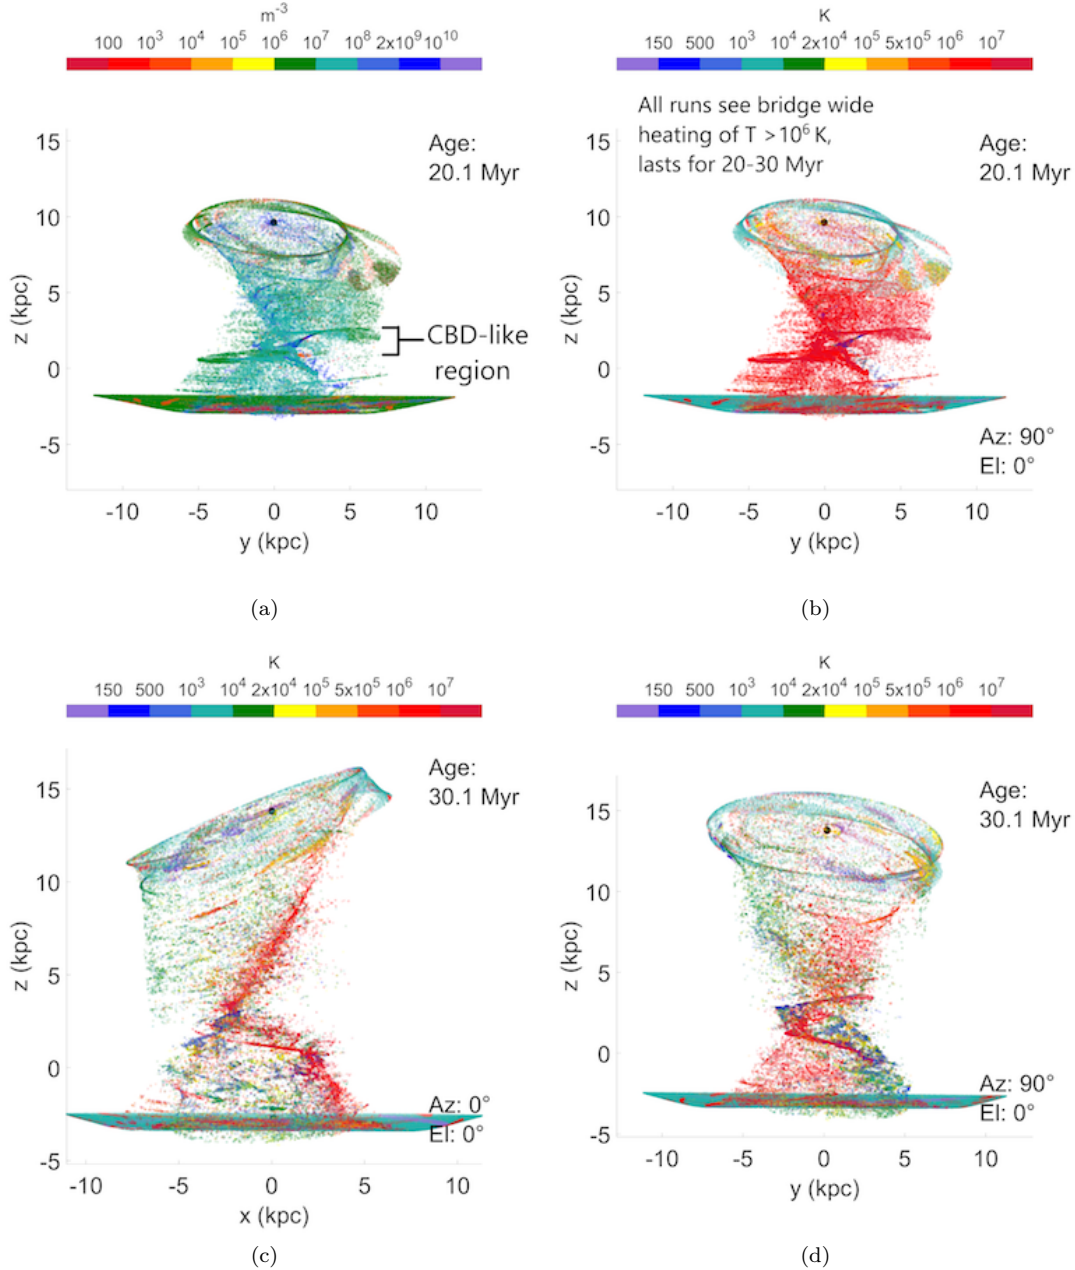 m⁻³
100 10³ 10⁴ 10⁵ 10⁶ 10⁷ 10⁸ 2x10⁹ 10¹⁰
Age:
20.1 Myr
15
10
5
0
-5
z (kpc)
CBD-like
region
-10 -5 0 5 10
y (kpc)
(a)
K
150 500 10³ 10⁴ 2x10⁴ 10⁵ 5x10⁵ 10⁶ 10⁷
All runs see bridge wide
heating of T >10⁶ K,
lasts for 20-30 Myr
Age:
20.1 Myr
15
10
5
0
-5
z (kpc)
Az: 90°
El: 0°
-10 -5 0 5 10
y (kpc)
(b)
K
150 500 10³ 10⁴ 2x10⁴ 10⁵ 5x10⁵ 10⁶ 10⁷
Age:
30.1 Myr
15
10
5
0
-5
z (kpc)
Az: 0°
El: 0°
-10 -5 0 5 10
x (kpc)
(c)
K
150 500 10³ 10⁴ 2x10⁴ 10⁵ 5x10⁵ 10⁶ 10⁷
Age:
30.1 Myr
15
10
5
0
-5
z (kpc)
Az: 90°
El: 0°
-10 -5 0 5 10
y (kpc)
(d)